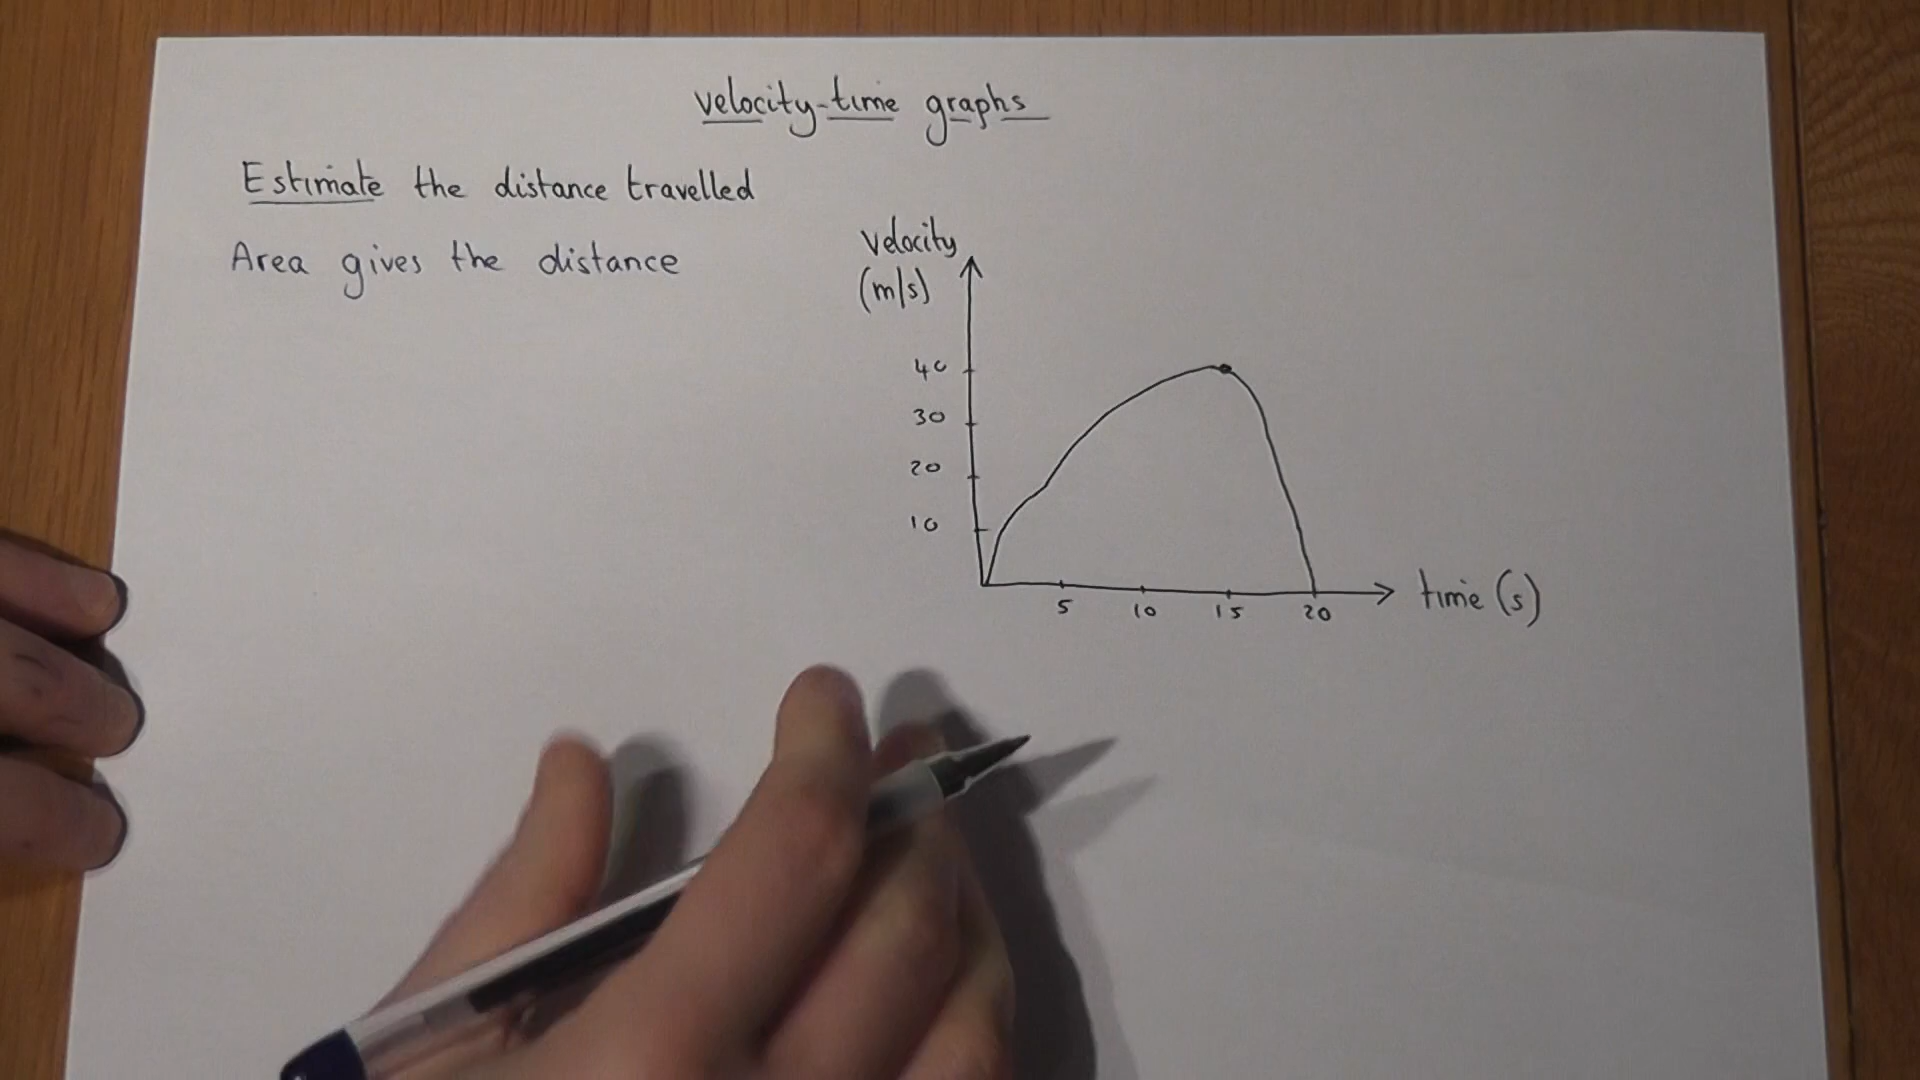 velocity-time graphs
Estimate the distance travelled
Area gives the distance
velocity
(m/s)
40
30
20
10
5 10 15 20
time (s)